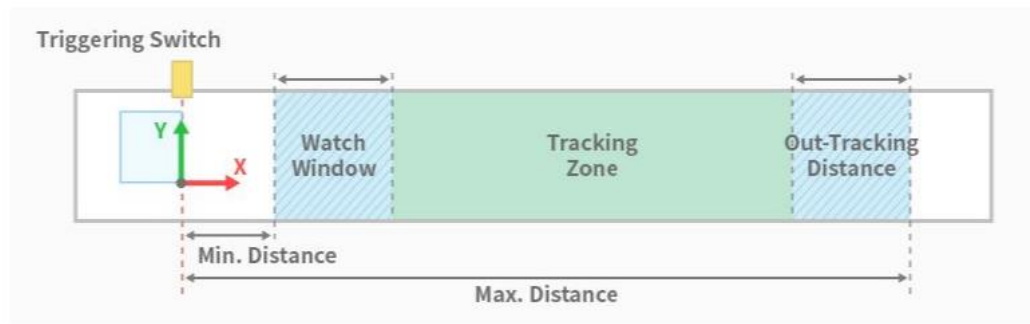 Triggering Switch
Y
X
Watch
Window
Tracking
Zone
Out-Tracking
Distance
Min. Distance
Max. Distance